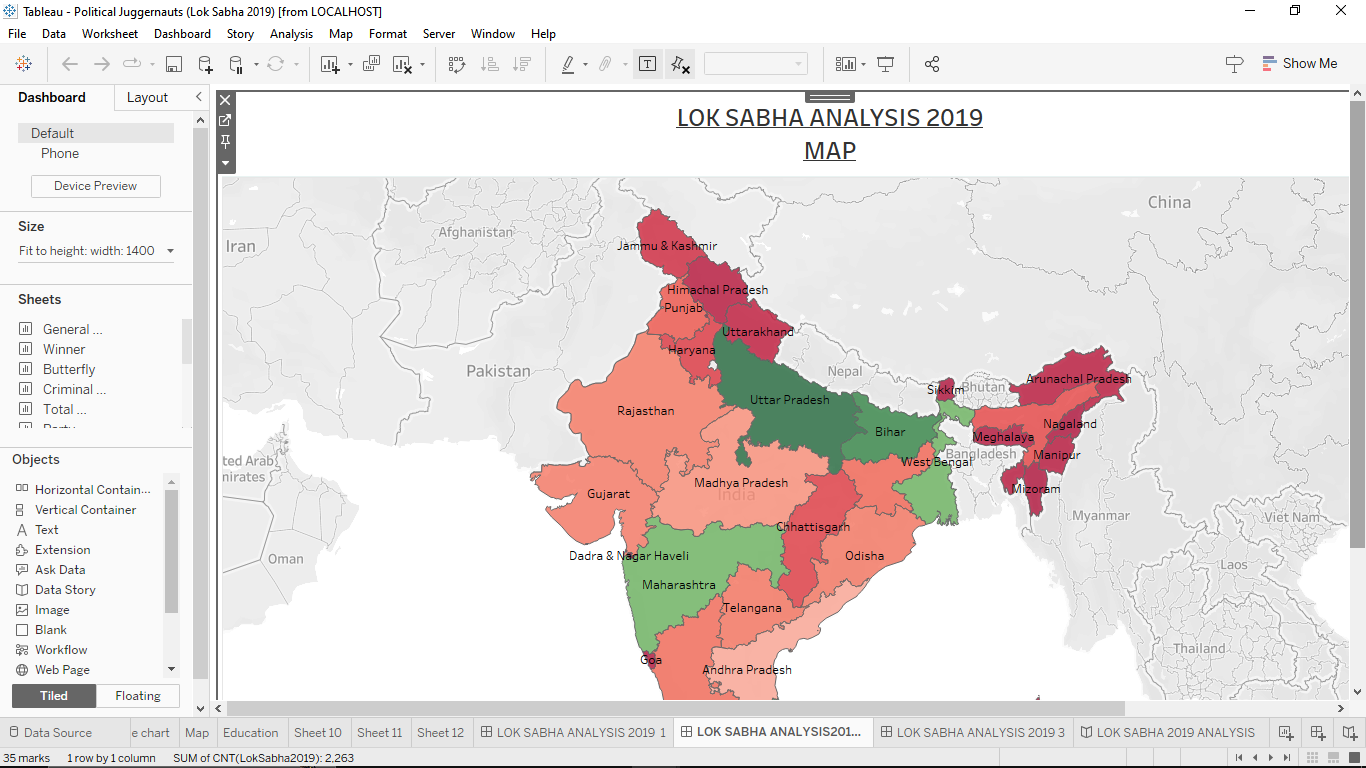 Tableau - Political Juggernauts (Lok Sabha 2019) [from LOCALHOST]
File Data Worksheet Dashboard Story Analysis Map Format Server Window Help
Show Me
Dashboard Layout
Default
Phone
Device Preview
Size
Fit to height: width: 1400
Sheets
General ...
Winner
Butterfly
Criminal ...
Total ...
Objects
Horizontal Contain...
Vertical Container
Text
Extension
Ask Data
Data Story
Image
Blank
Workflow
Web Page
Tiled Floating
LOK SABHA ANALYSIS 2019
MAP
China
Afghanistan
Iran
Jammu & Kashmir
Himachal Pradesh
Punjab
Uttarakhand
Haryana
Pakistan
Nepal
Sikkim
Bhutan
Arunachal Pradesh
Uttar Pradesh
Rajasthan
Bihar
Nagaland
Meghalaya
Bangladesh
Manipur
West Bengal
ted Arab
mirates
Madhya Pradesh
India
Gujarat
Mizoram
Myanmar
Viet Nam
Chhattisgarh
Dadra & Nagar Haveli
Odisha
Oman
Laos
Maharashtra
Telangana
Thailand
Goa
Andhra Pradesh
Data Source e chart Map Education Sheet 10 Sheet 11 Sheet 12 LOK SABHA ANALYSIS 2019 1 LOK SABHA ANALYSIS201... LOK SABHA ANALYSIS 2019 3 LOK SABHA 2019 ANALYSIS
35 marks 1 row by 1 column SUM of CNT(LokSabha2019): 2,263